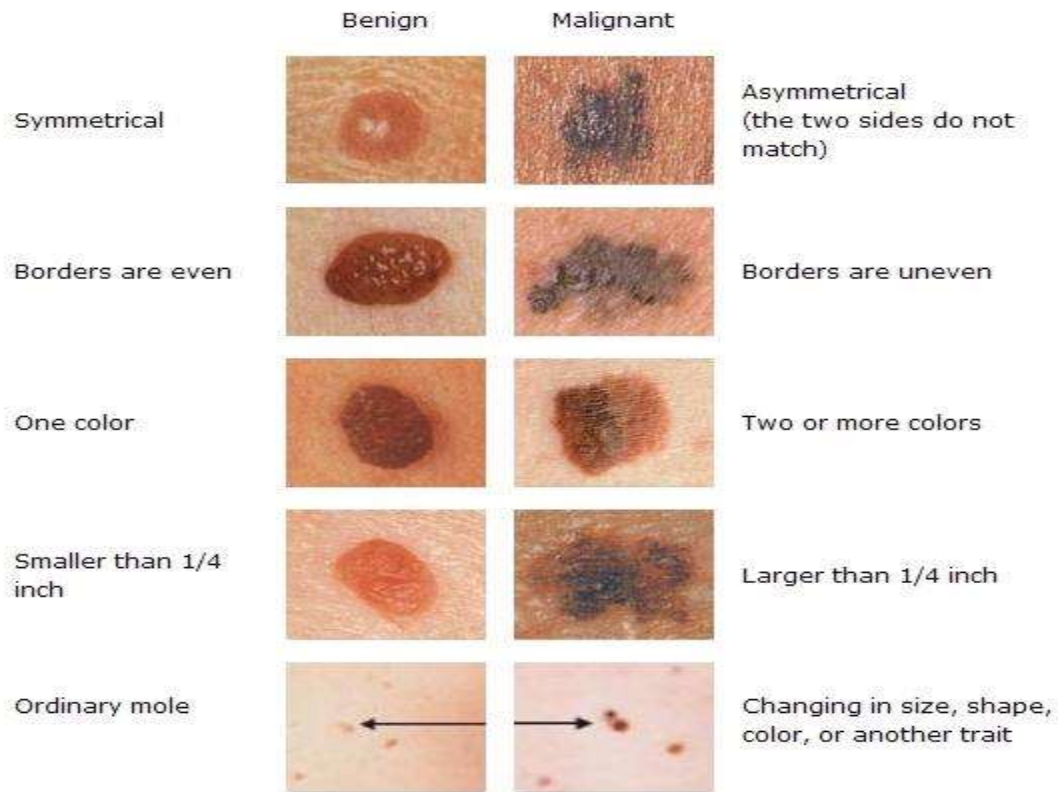 Benign
Malignant
Symmetrical
Asymmetrical
(the two sides do not
match)
Borders are even
Borders are uneven
One color
Two or more colors
Smaller than 1/4
inch
Larger than 1/4 inch
Ordinary mole
Changing in size, shape,
color, or another trait